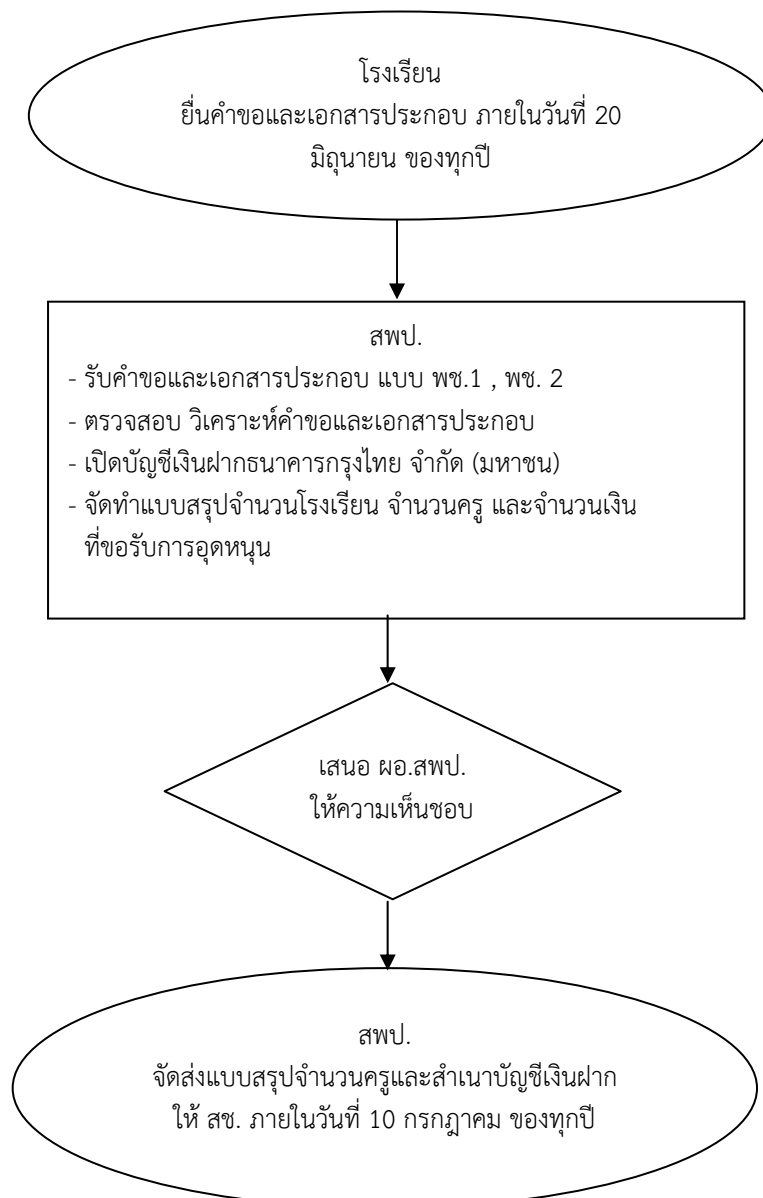 โรงเรียน
ยื่นคำขอและเอกสารประกอบ ภายในวันที่ 20
มิถุนายน ของทุกปี
สพป.
- รับคำขอและเอกสารประกอบ แบบ พช.1 , พช. 2
- ตรวจสอบ วิเคราะห์คำขอและเอกสารประกอบ
- เปิดบัญชีเงินฝากธนาคารกรุงไทย จำกัด (มหาชน)
- จัดทำแบบสรุปจำนวนโรงเรียน จำนวนครู และจำนวนเงิน
ที่ขอรับการอุดหนุน
เสนอ ผอ.สพป.
ให้ความเห็นชอบ
สพป.
จัดส่งแบบสรุปจำนวนครูและสำเนาบัญชีเงินฝาก
ให้ สช. ภายในวันที่ 10 กรกฎาคม ของทุกปี